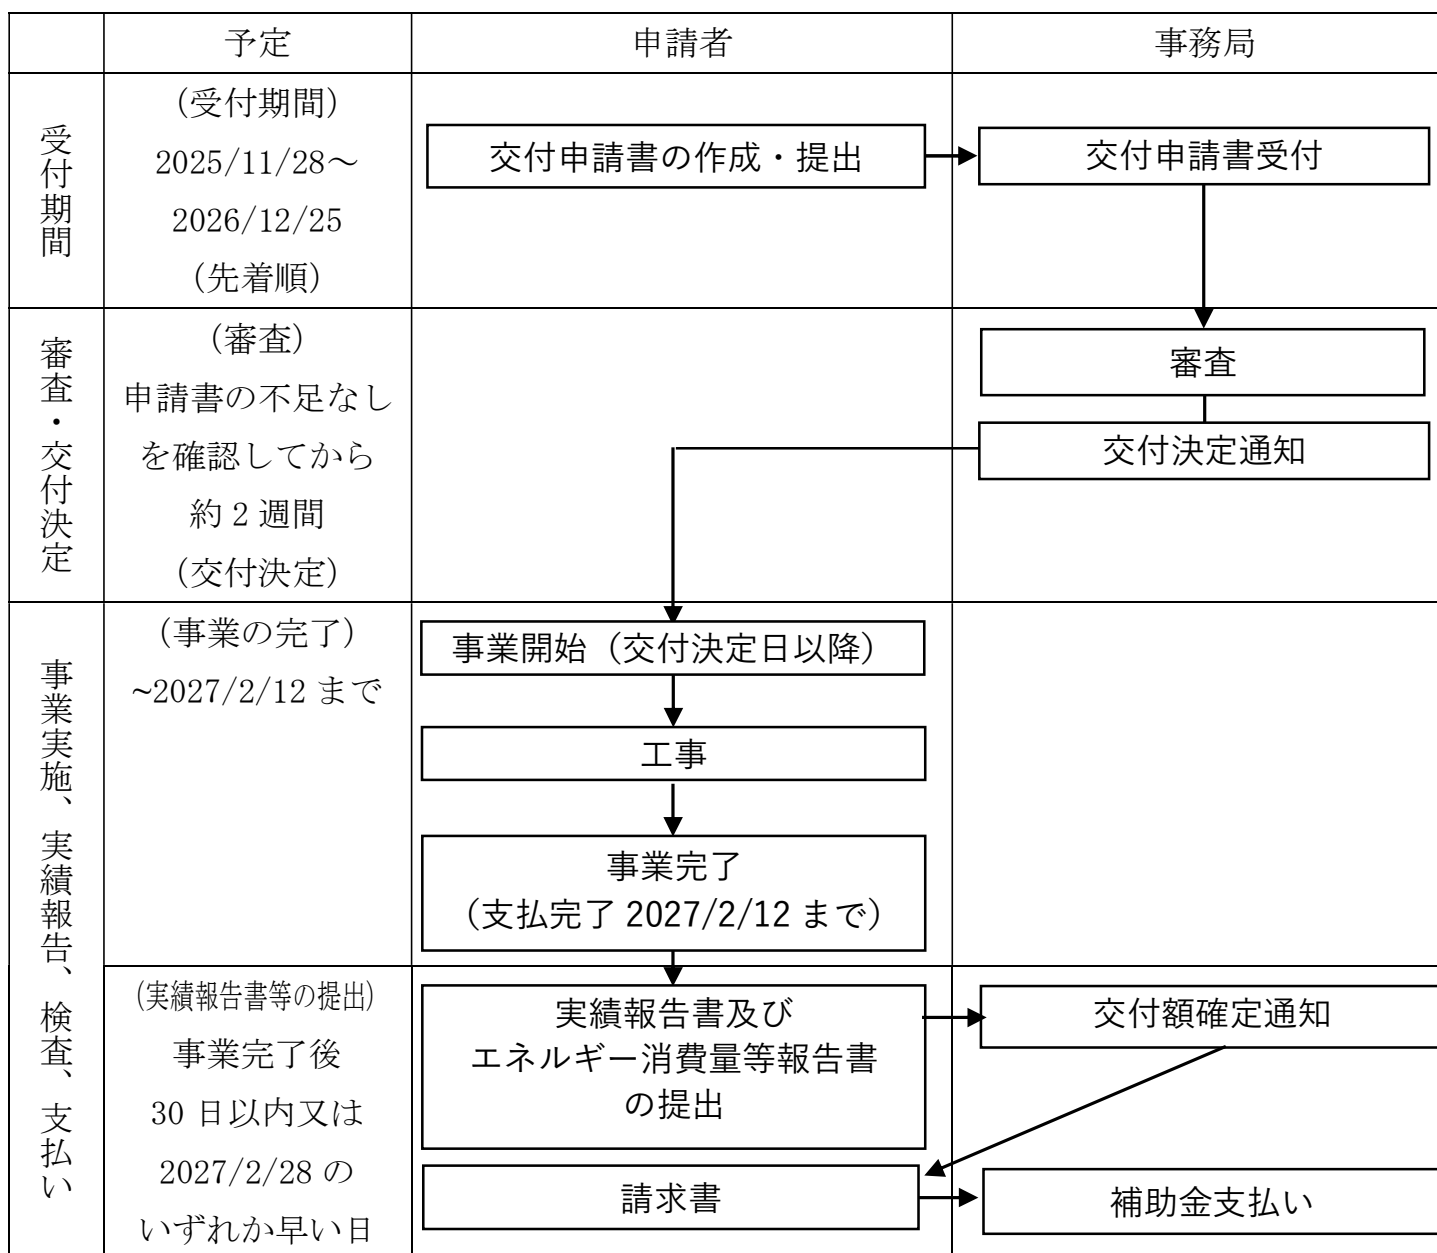 予定
申請者
事務局
受付期間
(受付期間)
2025/11/28～
2026/12/25
(先着順)
交付申請書の作成・提出
交付申請書受付
審査・交付決定
(審査)
申請書の不足なし
を確認してから
約 2 週間
(交付決定)
審査
交付決定通知
事業実施、実績報告、検査、支払い
(事業の完了)
~2027/2/12 まで
事業開始（交付決定日以降）
工事
事業完了
（支払完了 2027/2/12 まで）
(実績報告書等の提出)
事業完了後
30 日以内又は
2027/2/28 の
いずれか早い日
実績報告書及び
エネルギー消費量等報告書
の提出
交付額確定通知
請求書
補助金支払い